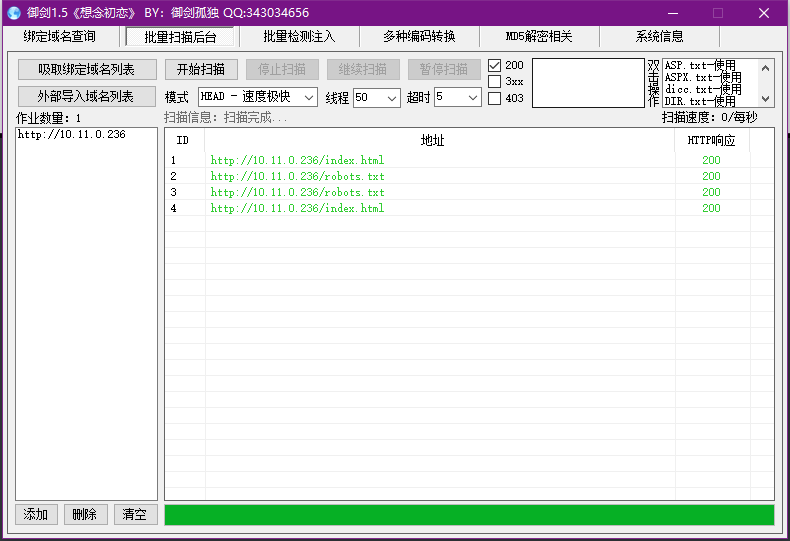 御剑1.5《想念初恋》 BY：御剑孤独 QQ:343034656
绑定域名查询 批量扫描后台 批量检测注入 多种编码转换 MD5解密相关 系统信息
吸取绑定域名列表 开始扫描 停止扫描 继续扫描 暂停扫描
外部导入域名列表 模式 HEAD - 速度极快 线程 50 超时 5
200
3xx
403
双击操作
ASP.txt-使用
ASPX.txt-使用
dicc.txt-使用
DIR.txt-使用
作业数量：1 扫描信息：扫描完成... 扫描速度：0/每秒
http://10.11.0.236
ID 地址 HTTP响应
1 http://10.11.0.236/index.html 200
2 http://10.11.0.236/robots.txt 200
3 http://10.11.0.236/robots.txt 200
4 http://10.11.0.236/index.html 200
添加 删除 清空